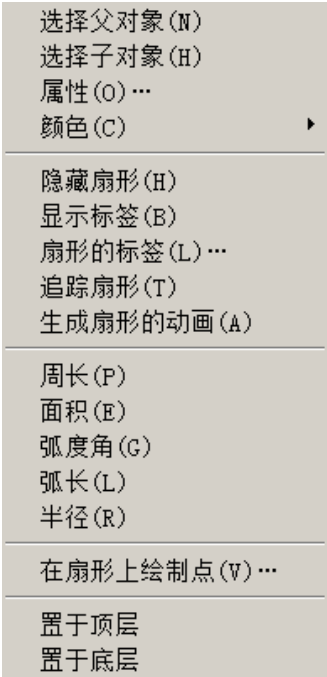 选择父对象(N)
选择子对象(H)
属性(O)…
颜色(C)
隐藏扇形(H)
显示标签(B)
扇形的标签(L)…
追踪扇形(T)
生成扇形的动画(A)
周长(P)
面积(E)
弧度角(G)
弧长(L)
半径(R)
在扇形上绘制点(V)…
置于顶层
置于底层